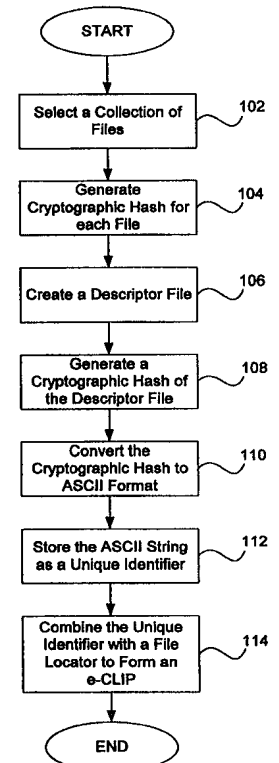 START
Select a Collection of
Files
102
Generate
Cryptographic Hash for
each File
104
Create a Descriptor File
106
Generate a
Cryptographic Hash of
the Descriptor File
108
Convert the
Cryptographic Hash to
ASCII Format
110
Store the ASCII String
as a Unique Identifier
112
Combine the Unique
Identifier with a File
Locator to Form an
e-CLIP
114
END